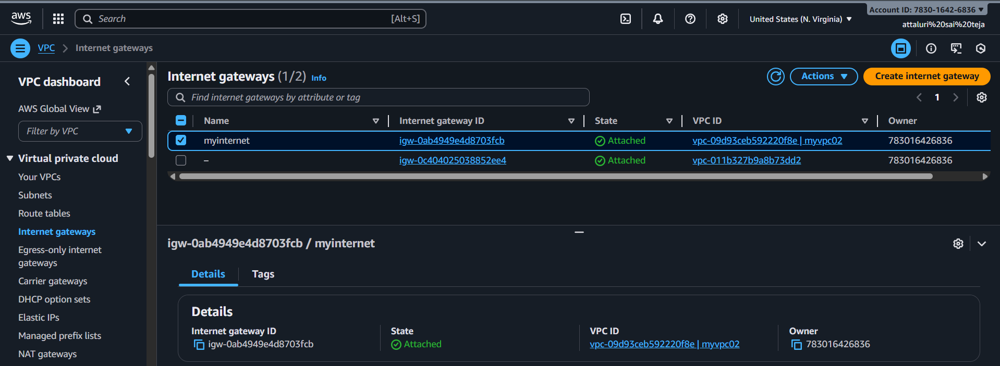 aws
Search [Alt+S]
United States (N. Virginia)
Account ID: 7830-1642-6836
attaluri%20sai%20teja
VPC
Internet gateways
VPC dashboard
AWS Global View
Filter by VPC
Virtual private cloud
Your VPCs
Subnets
Route tables
Internet gateways
Egress-only internet
gateways
Carrier gateways
DHCP option sets
Elastic IPs
Managed prefix lists
NAT gateways
Internet gateways (1/2) Info
Actions
Create internet gateway
Find internet gateways by attribute or tag
1
Name Internet gateway ID State VPC ID Owner
myinternet igw-0ab4949e4d8703fcb Attached vpc-09d93ceb592220f8e | myvpc02 783016426836
– igw-0c404025038852ee4 Attached vpc-011b327b9a8b73dd2 783016426836
igw-0ab4949e4d8703fcb / myinternet
Details Tags
Details
Internet gateway ID State VPC ID Owner
igw-0ab4949e4d8703fcb Attached vpc-09d93ceb592220f8e | myvpc02 783016426836